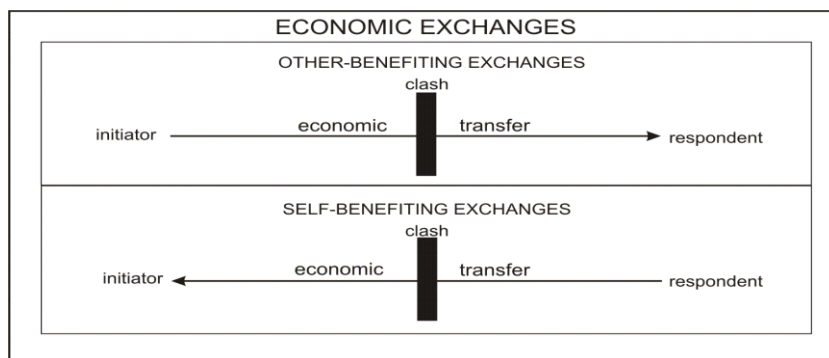 ECONOMIC EXCHANGES
OTHER-BENEFITING EXCHANGES
clash
economic transfer
initiator respondent
SELF-BENEFITING EXCHANGES
clash
economic transfer
initiator respondent